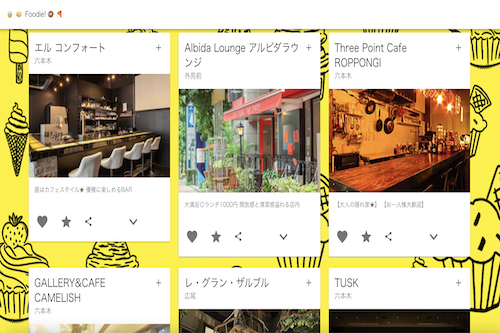 Foodie!
エル コンフォート
六本木
昼はカフェスタイル★ 優雅に楽しめるBAR
Albida Lounge アルビダラウ
ンジ
外苑前
大満足◎ランチ1000円 開放感と清潔感溢れる店内
Three Point Cafe
ROPPONGI
六本木
【大人の隠れ家★】 【お一人様大歓迎】
GALLERY&CAFE
CAMELISH
六本木
レ・グラン・ザルブル
広尾
TUSK
六本木